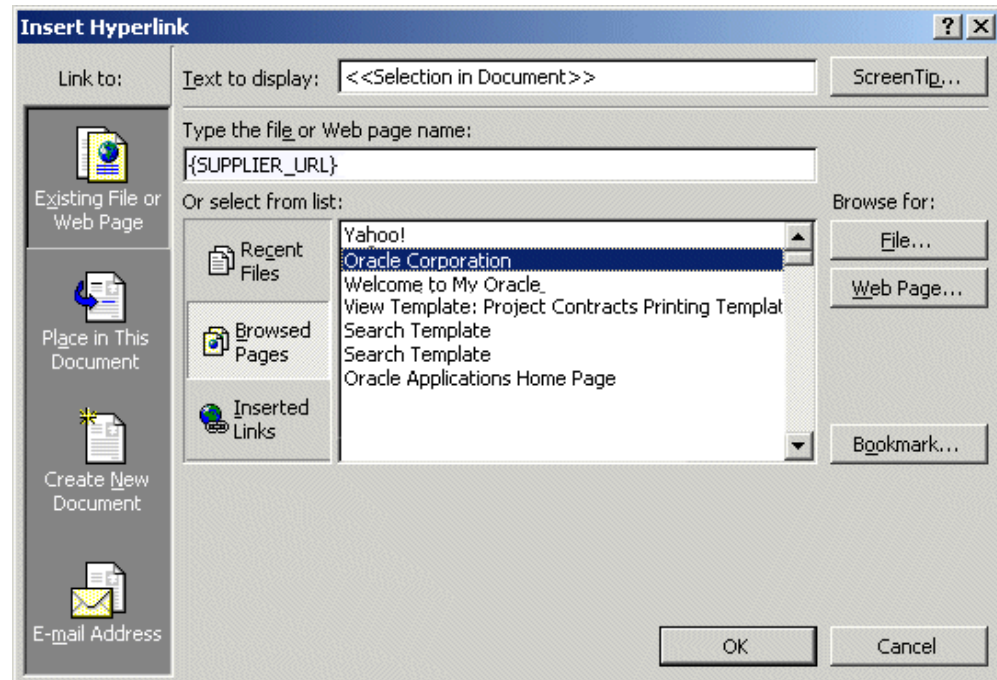 Insert Hyperlink
Link to:
Text to display:
<<Selection in Document>>
ScreenTip...
Type the file or Web page name:
{SUPPLIER_URL}
Existing File or
Web Page
Or select from list:
Browse for:
Recent
Files
Browsed
Pages
Inserted
Links
Yahoo!
Oracle Corporation
Welcome to My Oracle_
View Template: Project Contracts Printing Templat
Search Template
Search Template
Oracle Applications Home Page
File...
Web Page...
Bookmark...
Place in This
Document
Create New
Document
E-mail Address
OK
Cancel